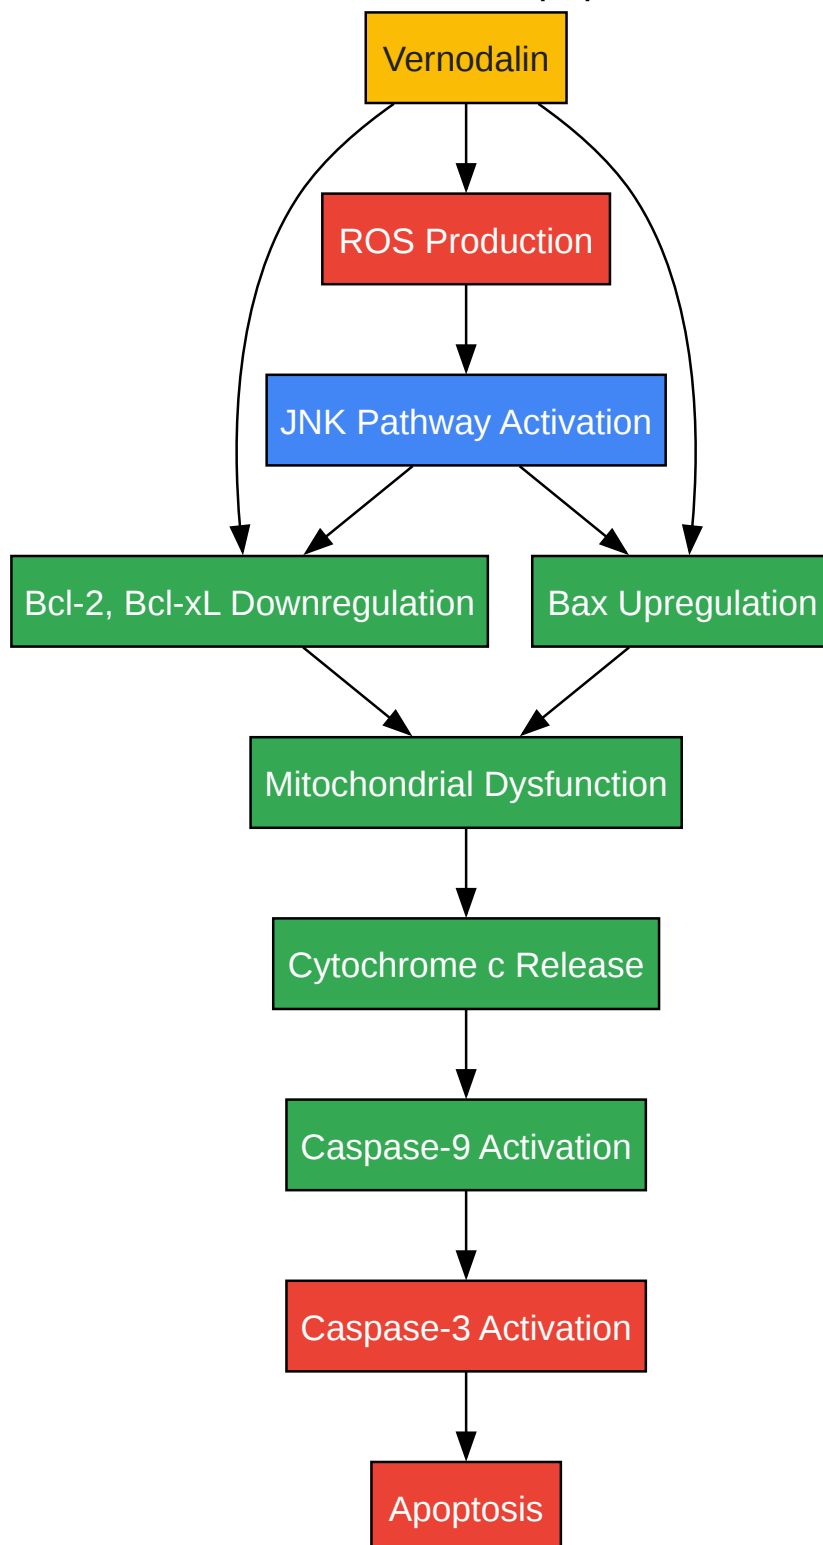 Vernodalin
ROS Production
JNK Pathway Activation
Bcl-2, Bcl-xL Downregulation
Bax Upregulation
Mitochondrial Dysfunction
Cytochrome c Release
Caspase-9 Activation
Caspase-3 Activation
Apoptosis